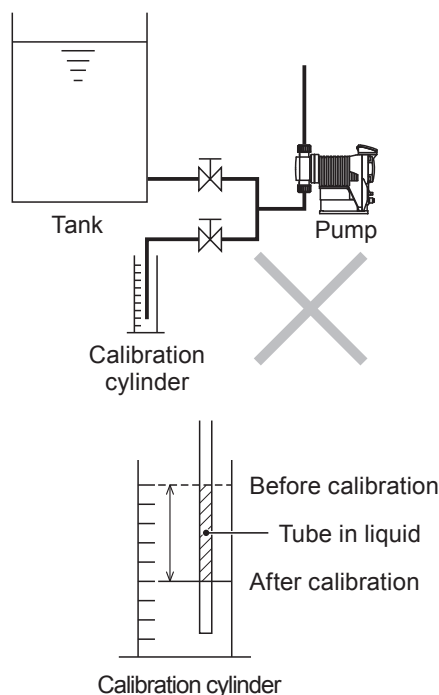 Tank
Pump
Calibration
cylinder
Before calibration
Tube in liquid
After calibration
Calibration cylinder